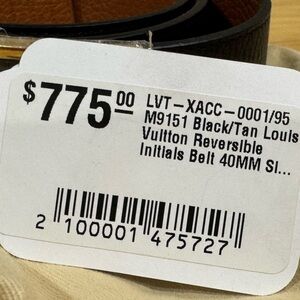 $775.00
LVT-XACC-0001/95
M9151 Black/Tan Louis
Vuitton Reversible
Initials Belt 40MM Si...
2 100001 475727